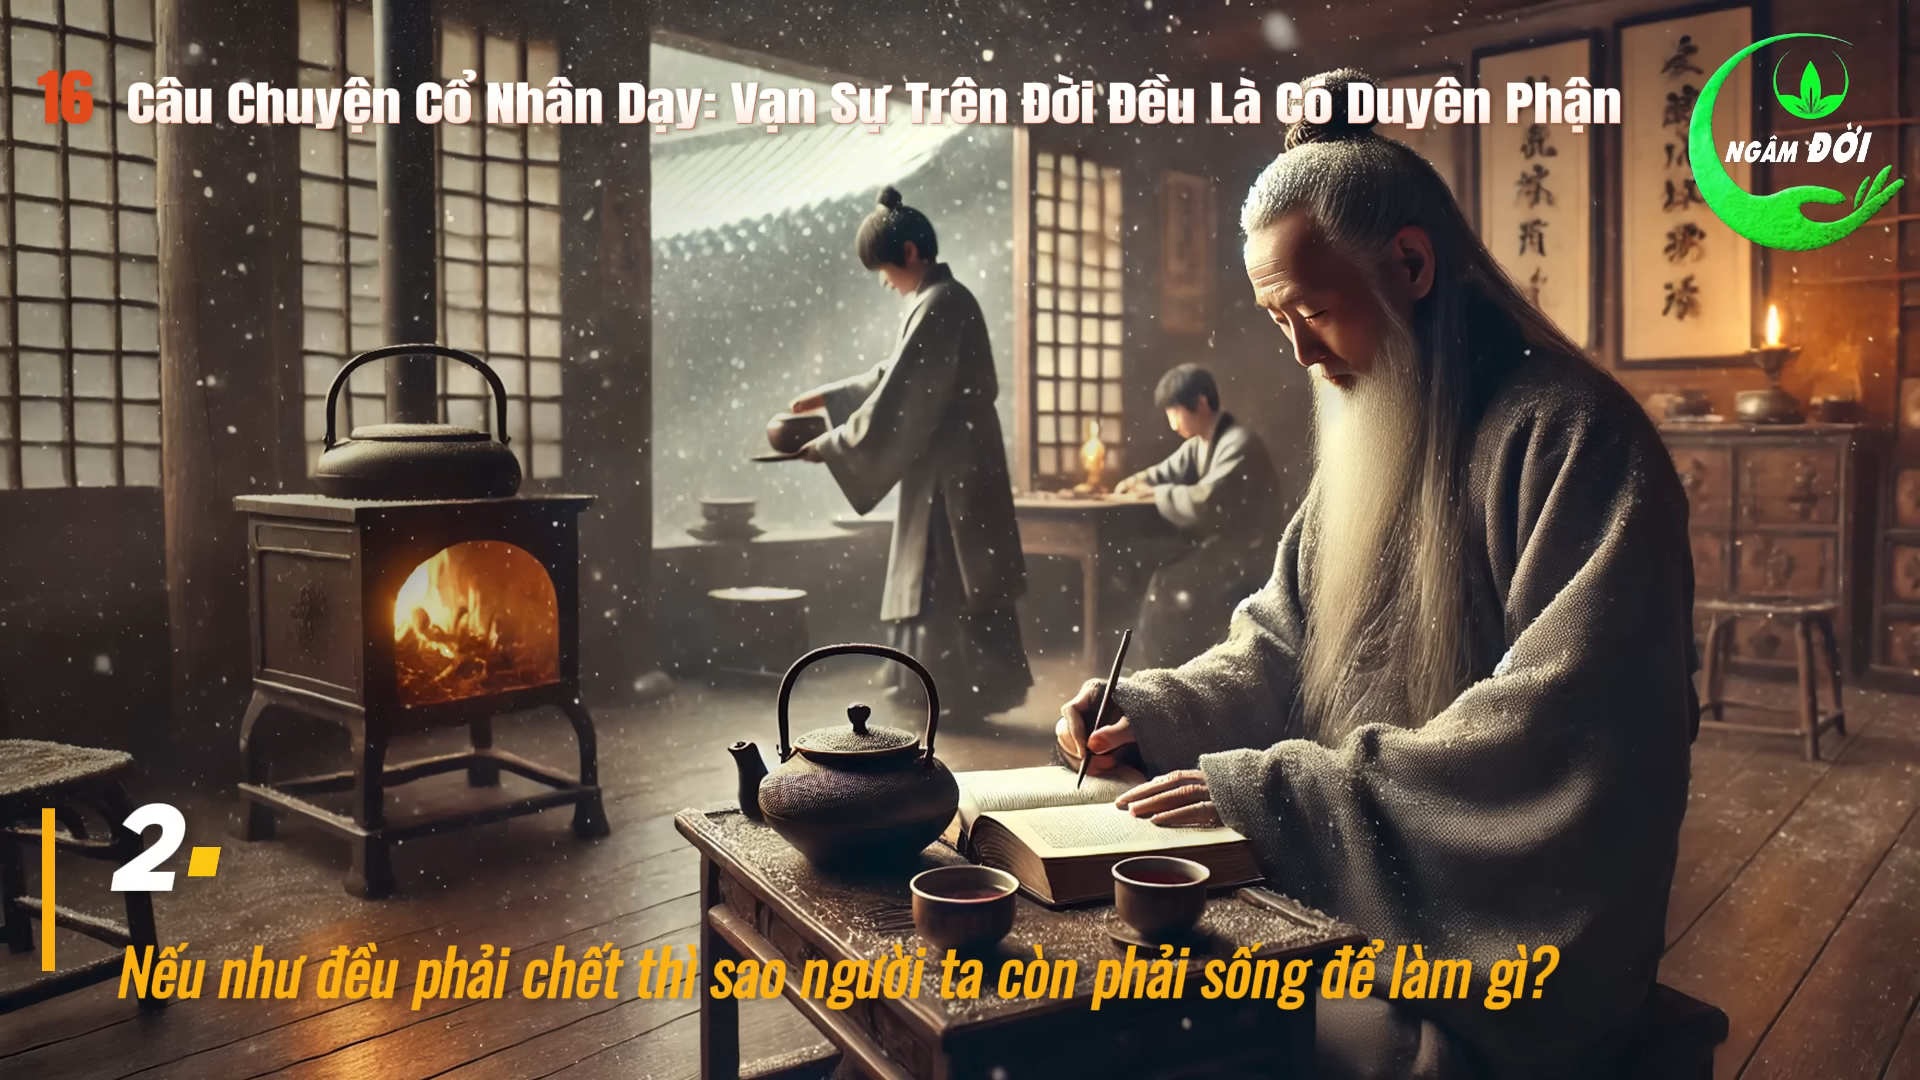 16 Câu Chuyện Cổ Nhân Dạy: Vạn Sự Trên Đời Đều Là Có Duyên Phận
NGÂM ĐỜI
2
Nếu như đều phải chết thì sao người ta còn phải sống để làm gì?